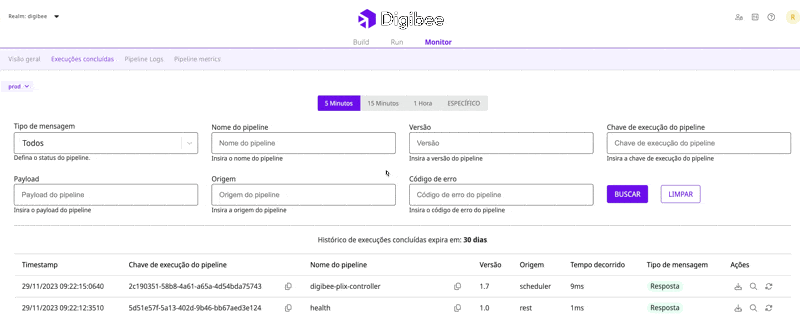 Realm: digibee
Digibee
R
Build Run Monitor
Visão geral Execuções concluídas Pipeline Logs Pipeline metrics
prod
5 Minutos 15 Minutos 1 Hora ESPECÍFICO
Tipo de mensagem Nome do pipeline Versão Chave de execução do pipeline
Todos Nome do pipeline Versão Chave de execução do pipeline
Defina o status do pipeline. Insira o nome do pipeline Insira a versão do pipeline Insira a chave de execução do pipeline
Payload Origem Código de erro
Payload do pipeline Origem do pipeline Código de erro do pipeline BUSCAR LIMPAR
Insira o payload do pipeline Insira a origem do pipeline Insira o código de erro do pipeline
Histórico de execuções concluídas expira em: 30 dias
Timestamp Chave de execução do pipeline Nome do pipeline Versão Origem Tempo decorrido Tipo de mensagem Ações
29/11/2023 09:22:15:0640 2c190351-58b8-4a61-a65a-4d54bda75743 digibee-plix-controller 1.7 scheduler 9ms Resposta
29/11/2023 09:22:12:3510 5d51e57f-5a13-402d-9b46-bb67aed3e124 health 1.0 rest 1ms Resposta